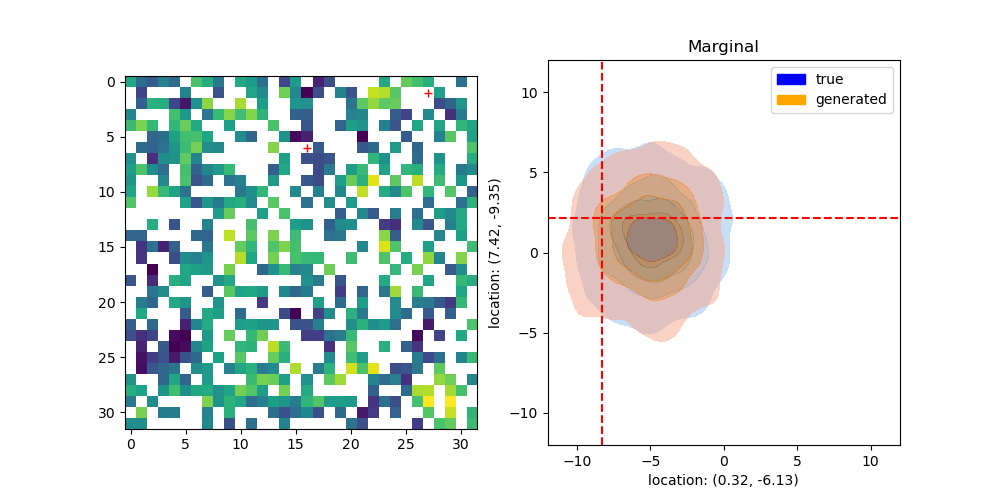 Marginal
true
generated
0
5
10
15
20
25
30
0 5 10 15 20 25 30
location: (7.42, -9.35)
10
5
0
−5
−10
−10 −5 0 5 10
location: (0.32, -6.13)